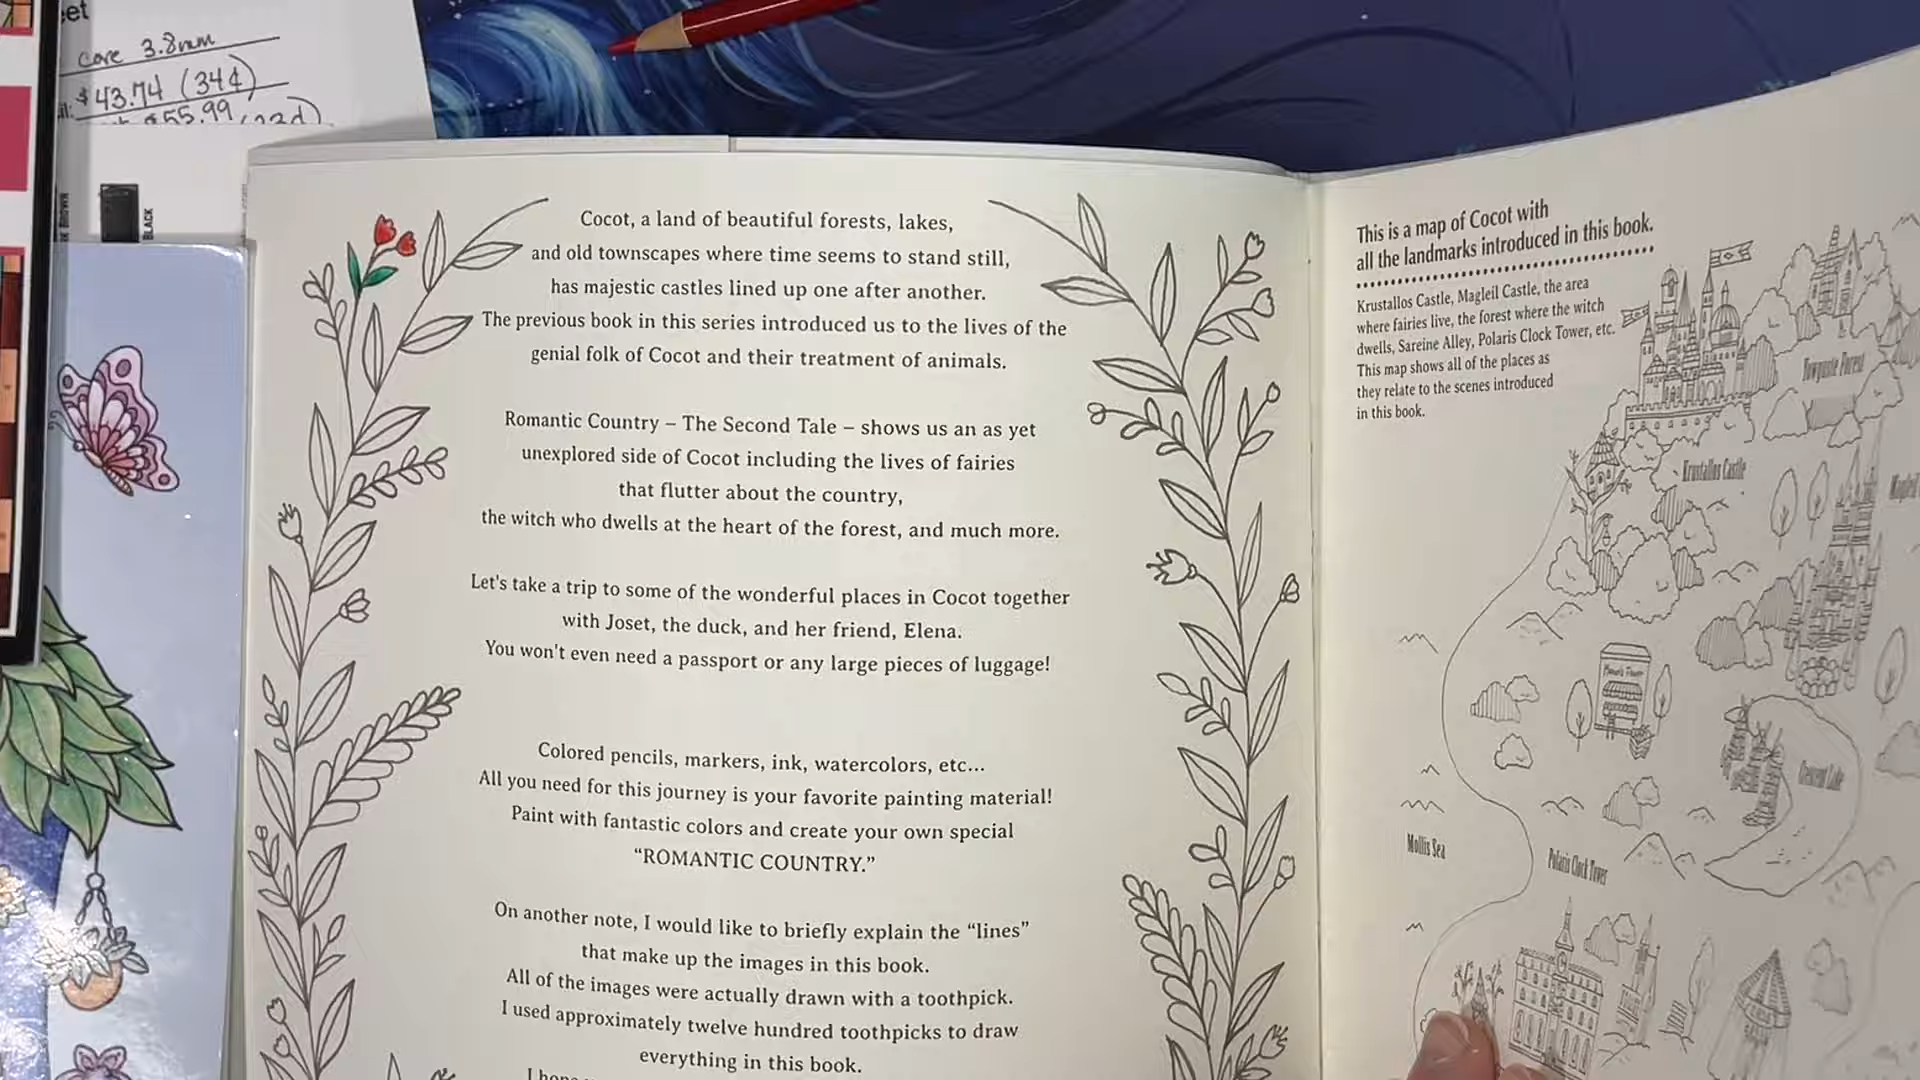 core 3.8mm
$43.74 (34¢)
$55.99
BLACK
Cocot, a land of beautiful forests, lakes,
and old townscapes where time seems to stand still,
has majestic castles lined up one after another.
The previous book in this series introduced us to the lives of the
genial folk of Cocot and their treatment of animals.
Romantic Country – The Second Tale – shows us an as yet
unexplored side of Cocot including the lives of fairies
that flutter about the country,
the witch who dwells at the heart of the forest, and much more.
Let's take a trip to some of the wonderful places in Cocot together
with Joset, the duck, and her friend, Elena.
You won't even need a passport or any large pieces of luggage!
Colored pencils, markers, ink, watercolors, etc...
All you need for this journey is your favorite painting material!
Paint with fantastic colors and create your own special
“ROMANTIC COUNTRY.”
On another note, I would like to briefly explain the “lines”
that make up the images in this book.
All of the images were actually drawn with a toothpick.
I used approximately twelve hundred toothpicks to draw
everything in this book.
This is a map of Cocot with
all the landmarks introduced in this book.
Krustallos Castle, Magleil Castle, the area
where fairies live, the forest where the witch
dwells, Sareine Alley, Polaris Clock Tower, etc.
This map shows all of the places as
they relate to the scenes introduced
in this book.
Forest
Krustallos Castle
Crescent Lake
Mollis Sea
Polaris Clock Tower